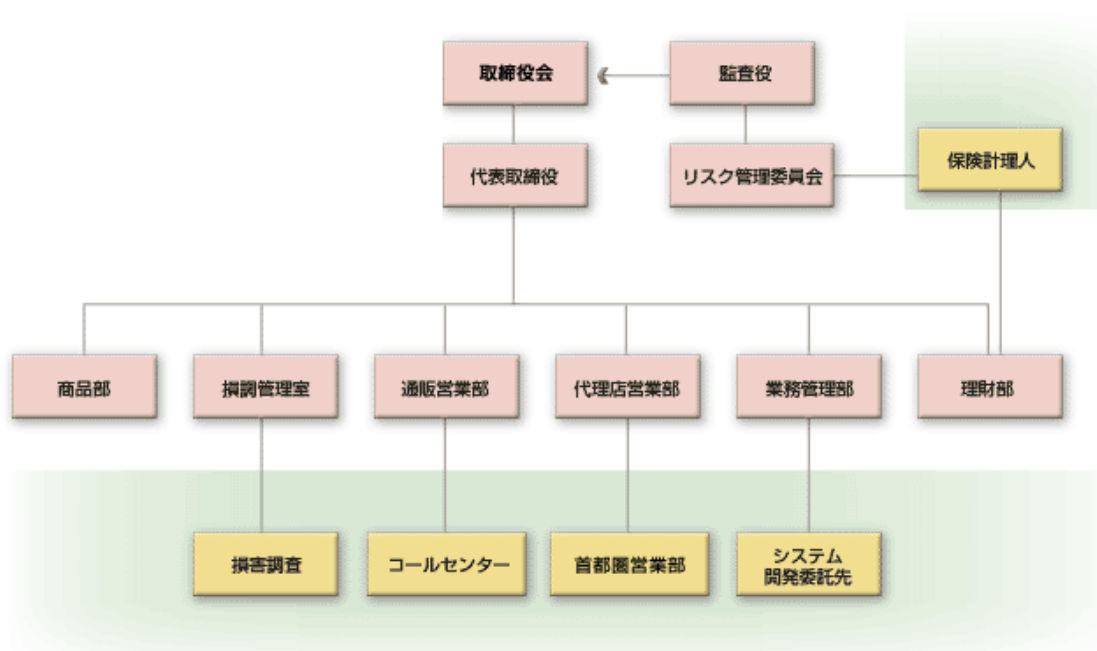 取締役会
監査役
保険計理人
代表取締役
リスク管理委員会
商品部
損調管理室
通販営業部
代理店営業部
業務管理部
理財部
損害調査
コールセンター
首都圏営業部
システム
開発委託先